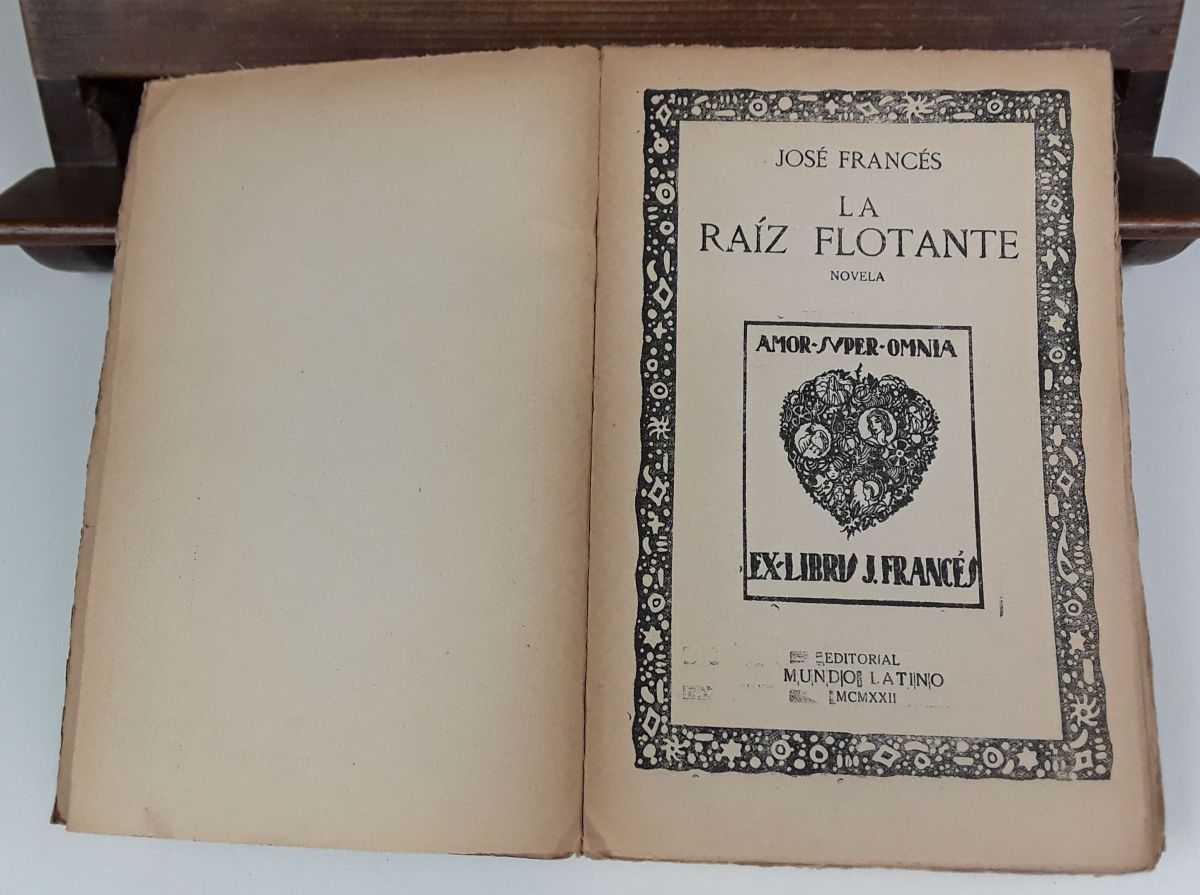 JOSÉ FRANCÉS
LA
RAÍZ FLOTANTE
NOVELA
AMOR-SVPER-OMNIA
EX-LIBRIS J. FRANCÉS
EDITORIAL
MUNDO LATINO
MCMXXII